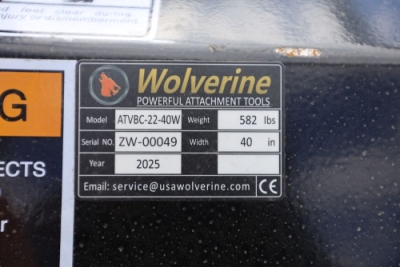 Wolverine
POWERFUL ATTACHMENT TOOLS
Model ATVBC-22-40W Weight 582 lbs
Serial NO. ZW-00049 Width 40 in
Year 2025
Email: service@usawolverine.com CE
G
ECTS
r